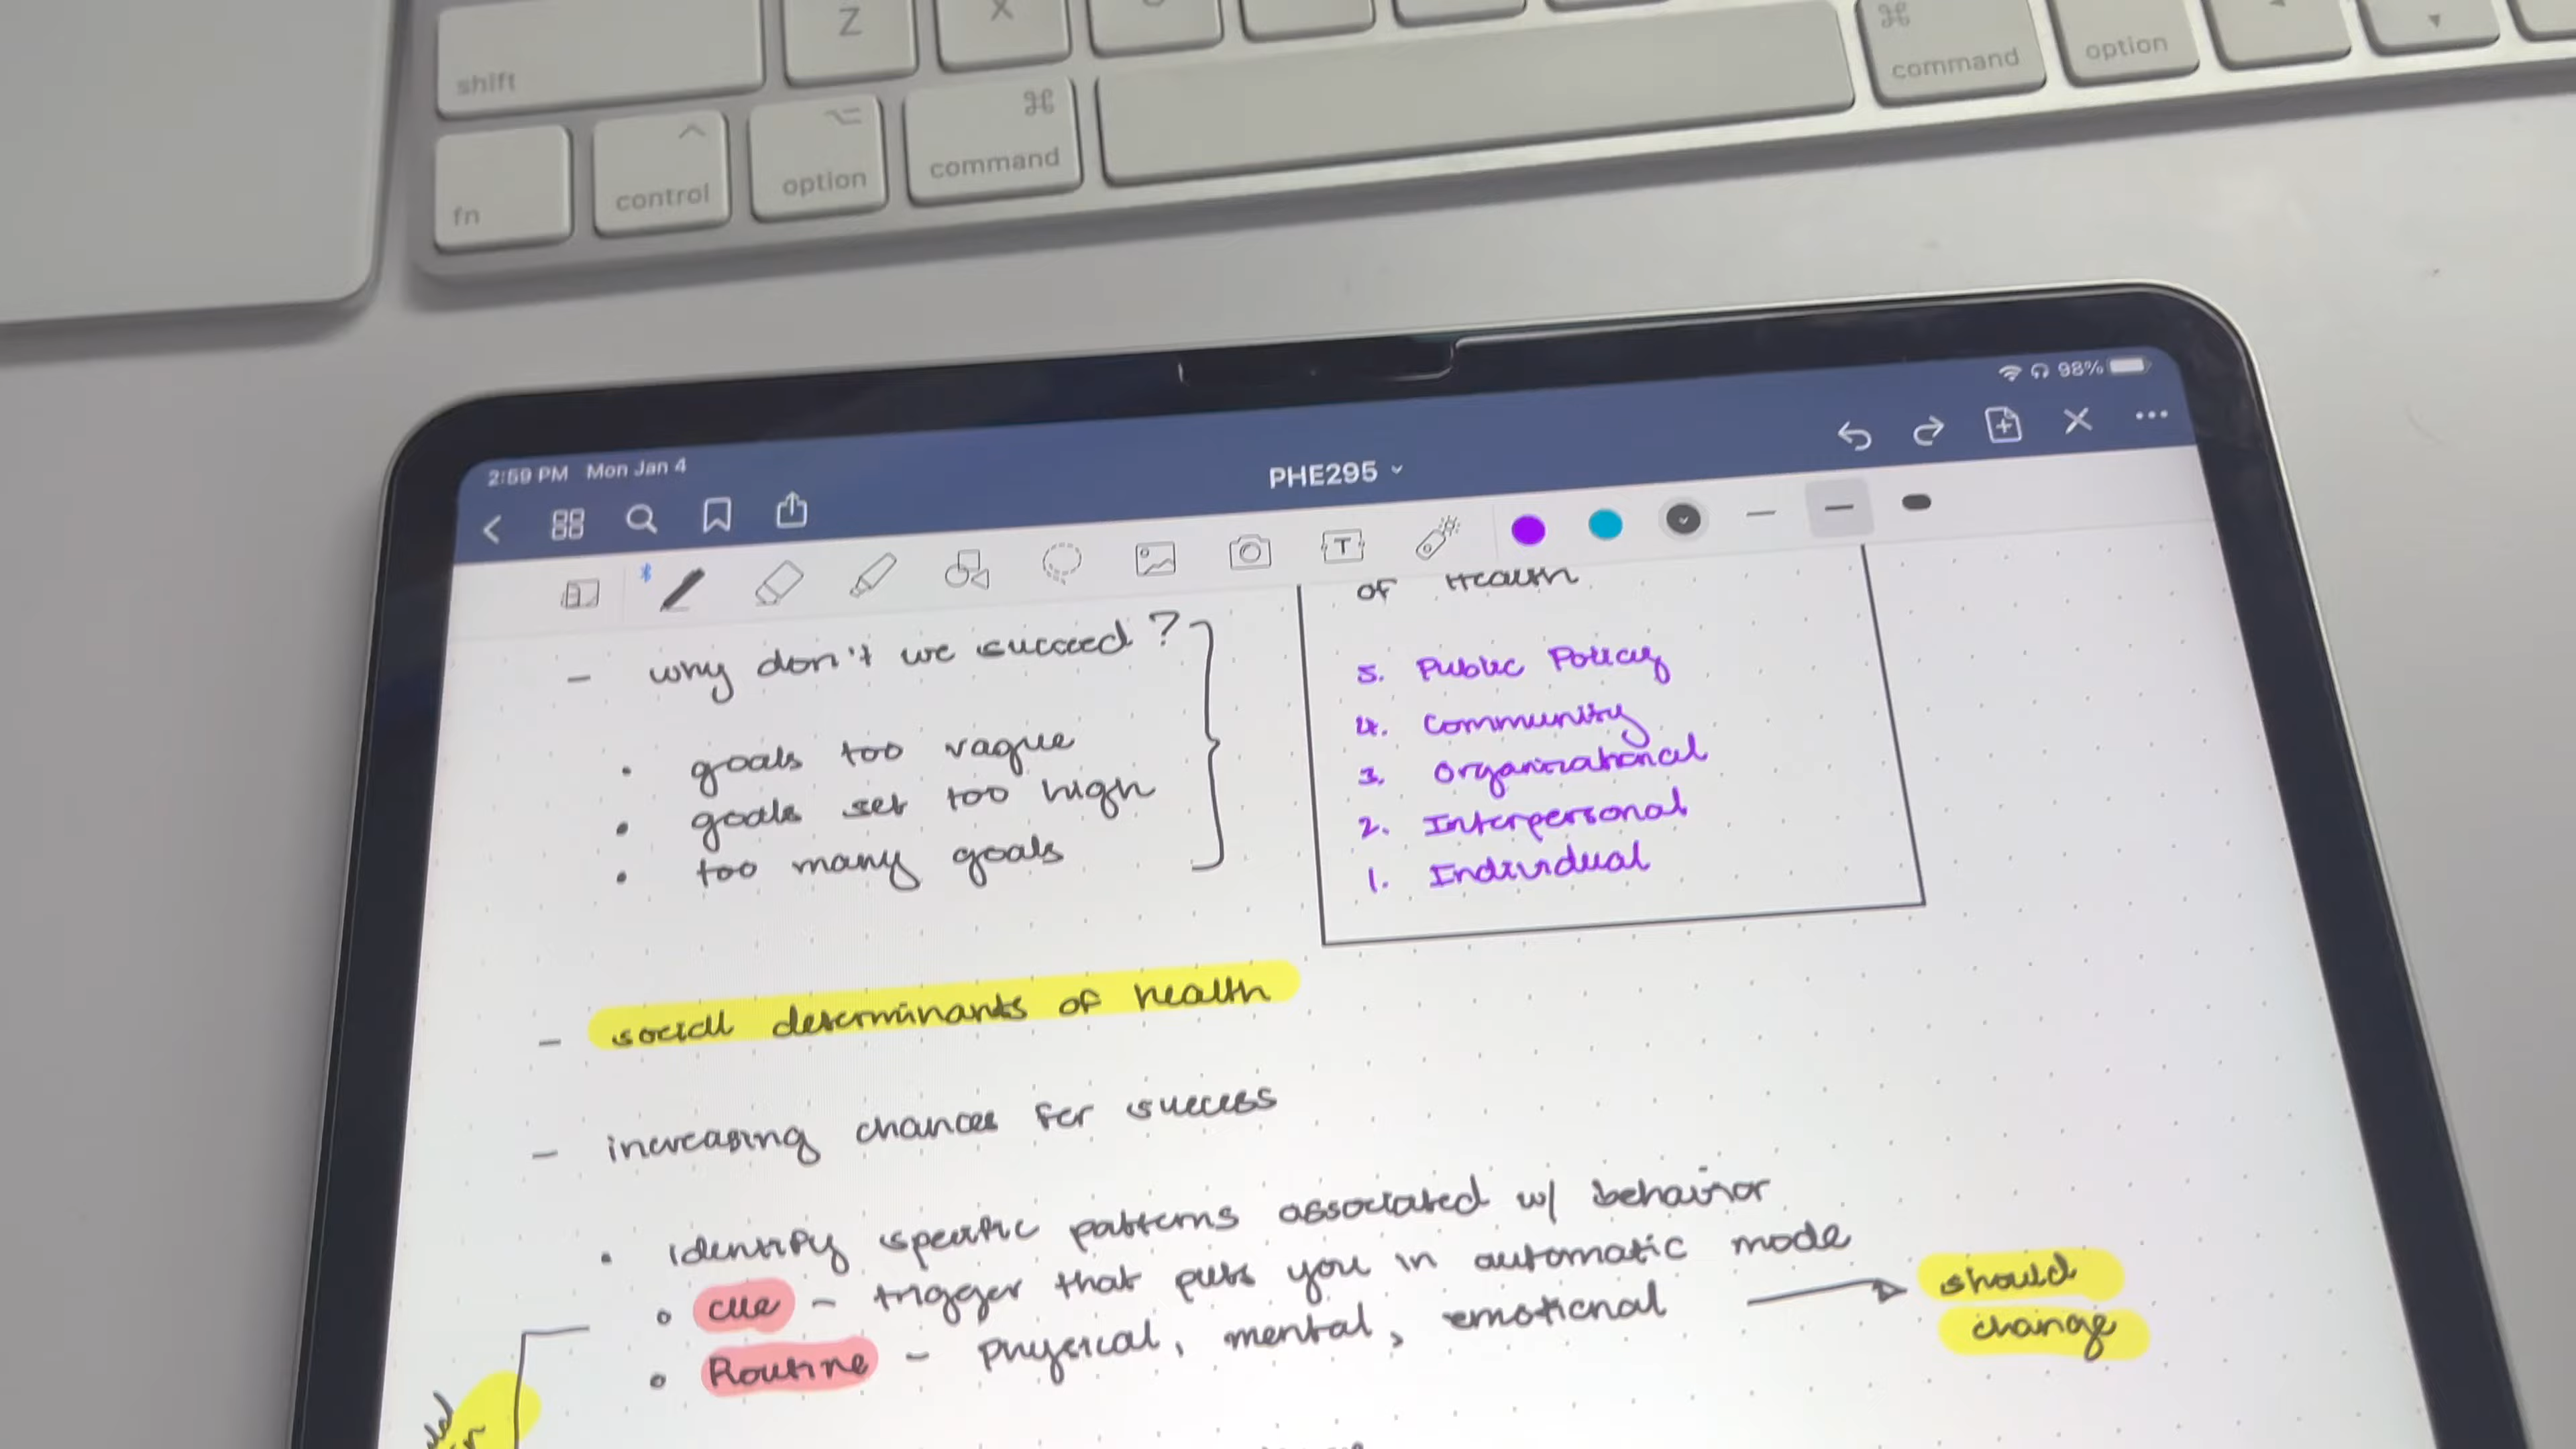 Z
X
shift
⌘
command
option
fn
control
option
⌘
command
98%
2:59 PM Mon Jan 4
PHE295
T
of Health
- why don't we succeed?
• goals too vague
• goals set too high
• too many goals
5. Public Policy
4. Community
3. Organizational
2. Interpersonal
1. Individual
- social determinants of health
- increasing chances for success
• identify specific patterns associated w/ behavior
cue - trigger that puts you in automatic mode
Routine - physical, mental, emotional → should
change